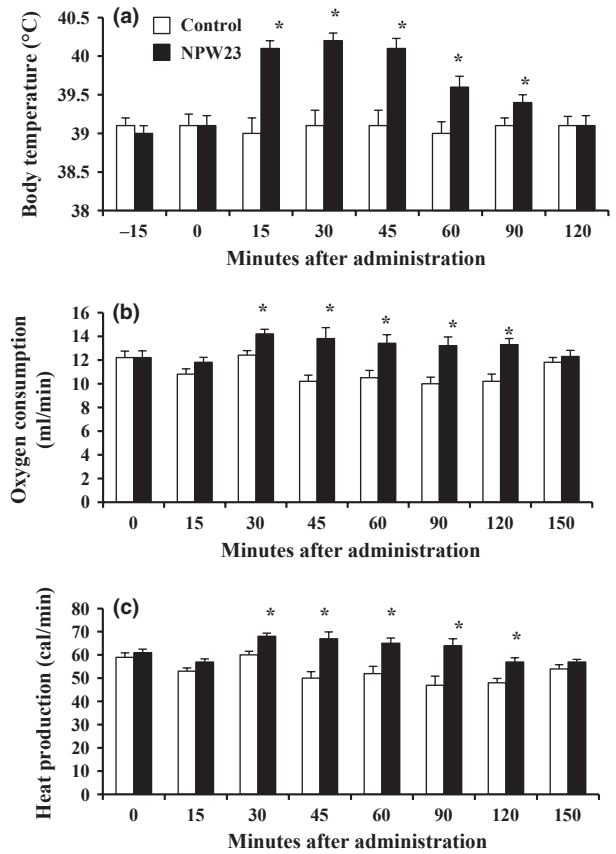 (a)
Control
NPW23
Body temperature (°C)
40.5
40
39.5
39
38.5
38
* * * * *
–15 0 15 30 45 60 90 120
Minutes after administration
(b)
Oxygen consumption
(ml/min)
16
14
12
10
8
6
4
2
0
* * * * *
0 15 30 45 60 90 120 150
Minutes after administration
(c)
Heat production (cal/min)
80
70
60
50
40
30
20
10
0
* * * * *
0 15 30 45 60 90 120 150
Minutes after administration